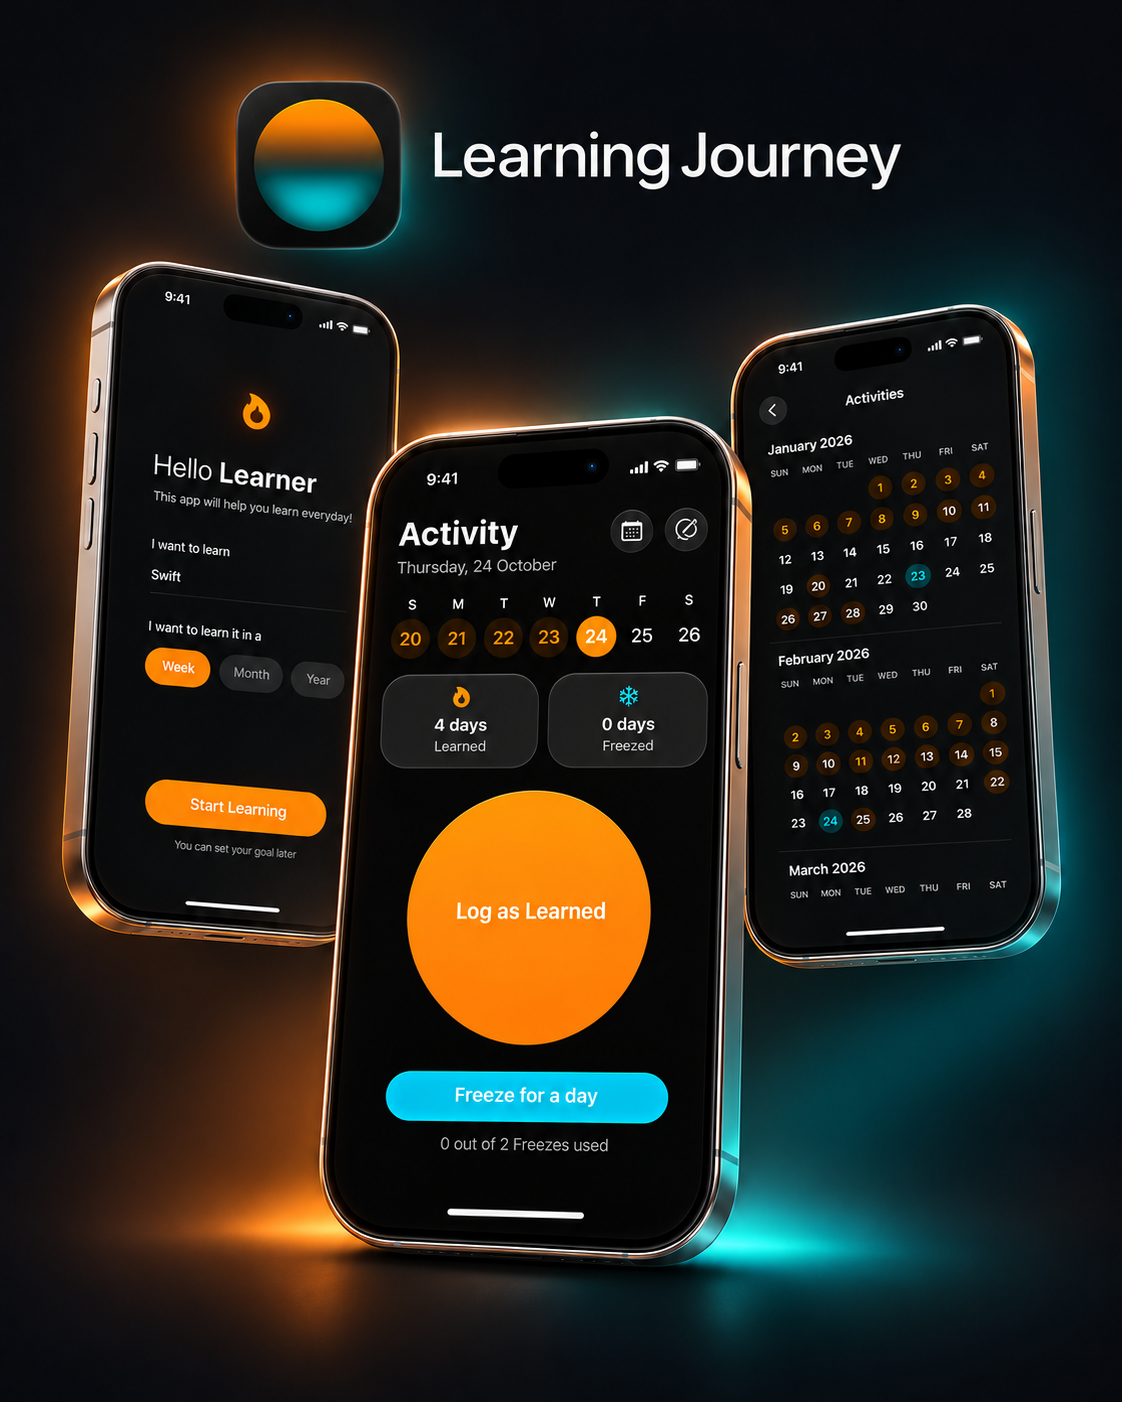 Learning Journey
9:41
Hello Learner
This app will help you learn everyday!
I want to learn
Swift
I want to learn it in a
Week Month Year
Start Learning
You can set your goal later
9:41
Activity
Thursday, 24 October
S M T W T F S
20 21 22 23 24 25 26
4 days
Learned
0 days
Freezed
Log as Learned
Freeze for a day
0 out of 2 Freezes used
9:41
Activities
January 2026
SUN MON TUE WED THU FRI SAT
1 2 3 4
5 6 7 8 9 10 11
12 13 14 15 16 17 18
19 20 21 22 23 24 25
26 27 28 29 30
February 2026
SUN MON TUE WED THU FRI SAT
1
2 3 4 5 6 7 8
9 10 11 12 13 14 15
16 17 18 19 20 21 22
23 24 25 26 27 28
March 2026
SUN MON TUE WED THU FRI SAT